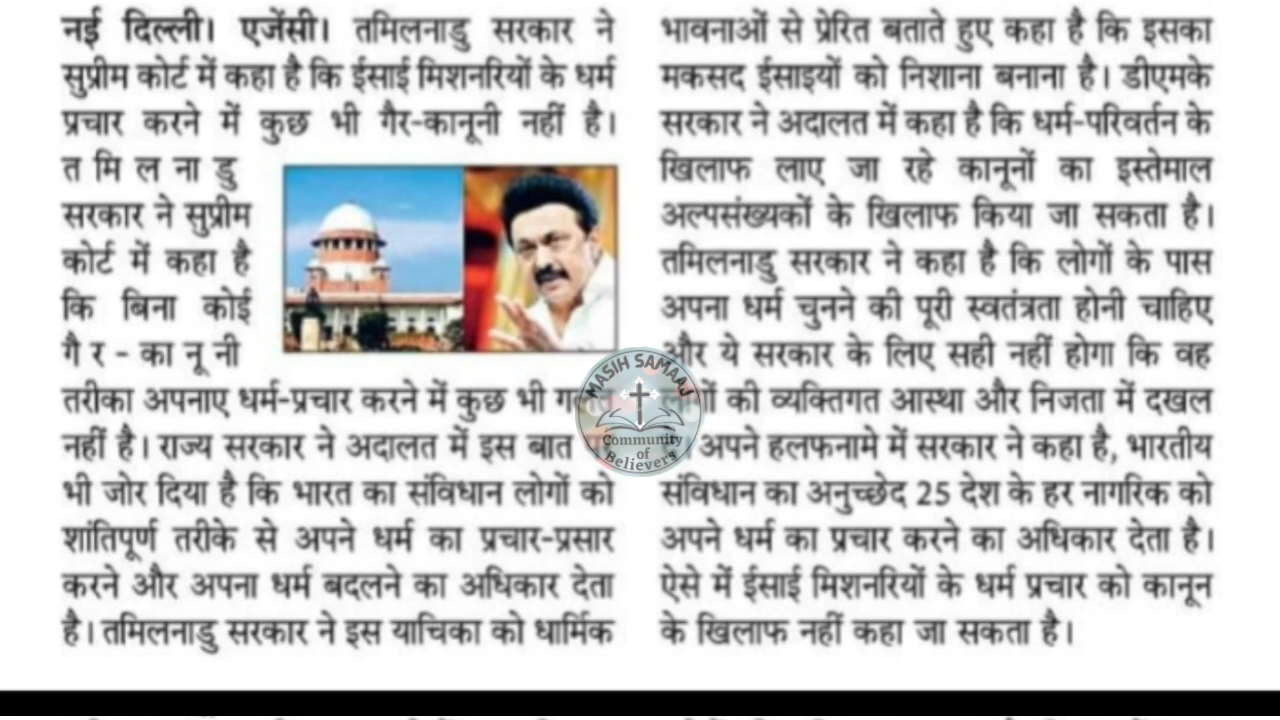 नई दिल्ली। एजेंसी। तमिलनाडु सरकार ने
सुप्रीम कोर्ट में कहा है कि ईसाई मिशनरियों के धर्म
प्रचार करने में कुछ भी गैर-कानूनी नहीं है।
त मि ल ना डु
सरकार ने सुप्रीम
कोर्ट में कहा है
कि बिना कोई
गै र - का नू नी
तरीका अपनाए धर्म-प्रचार करने में कुछ भी
नहीं है। राज्य सरकार ने अदालत में इस बात
भी जोर दिया है कि भारत का संविधान लोगों को
शांतिपूर्ण तरीके से अपने धर्म का प्रचार-प्रसार
करने और अपना धर्म बदलने का अधिकार देता
है। तमिलनाडु सरकार ने इस याचिका को धार्मिक
भावनाओं से प्रेरित बताते हुए कहा है कि इसका
मकसद ईसाइयों को निशाना बनाना है। डीएमके
सरकार ने अदालत में कहा है कि धर्म-परिवर्तन के
खिलाफ लाए जा रहे कानूनों का इस्तेमाल
अल्पसंख्यकों के खिलाफ किया जा सकता है।
तमिलनाडु सरकार ने कहा है कि लोगों के पास
अपना धर्म चुनने की पूरी स्वतंत्रता होनी चाहिए
और ये सरकार के लिए सही नहीं होगा कि वह
की व्यक्तिगत आस्था और निजता में दखल
अपने हलफनामे में सरकार ने कहा है, भारतीय
संविधान का अनुच्छेद 25 देश के हर नागरिक को
अपने धर्म का प्रचार करने का अधिकार देता है।
ऐसे में ईसाई मिशनरियों के धर्म प्रचार को कानून
के खिलाफ नहीं कहा जा सकता है।
MASIH SAMAAJ
Community
of
Believers